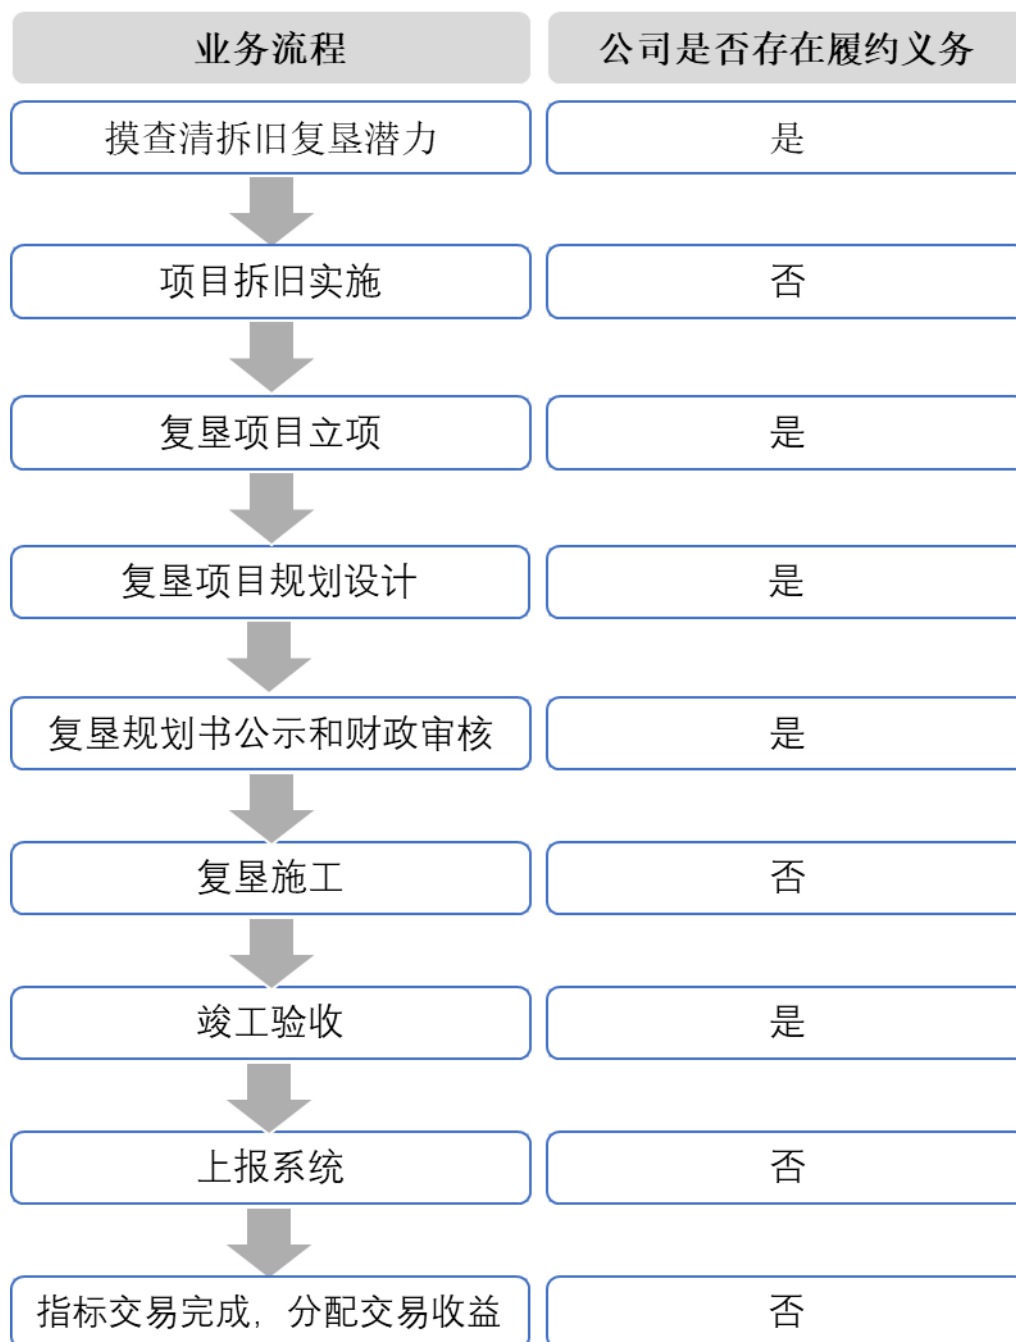 业务流程 公司是否存在履约义务
摸查清拆旧复垦潜力 是
项目拆旧实施 否
复垦项目立项 是
复垦项目规划设计 是
复垦规划书公示和财政审核 是
复垦施工 否
竣工验收 是
上报系统 否
指标交易完成，分配交易收益 否